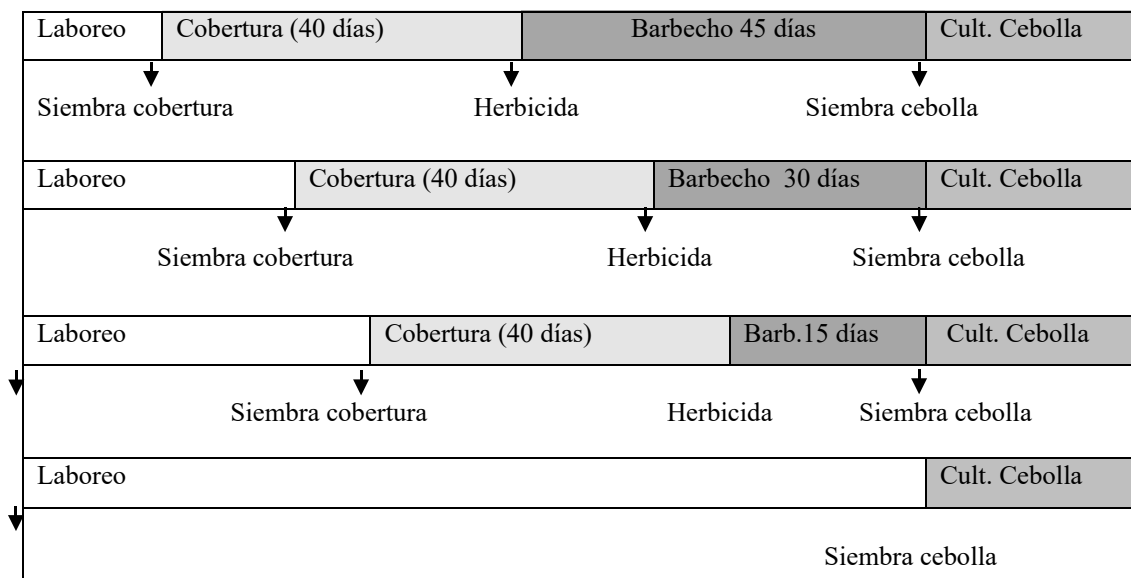 Laboreo Cobertura (40 días) Barbecho 45 días Cult. Cebolla
Siembra cobertura Herbicida Siembra cebolla
Laboreo Cobertura (40 días) Barbecho 30 días Cult. Cebolla
Siembra cobertura Herbicida Siembra cebolla
Laboreo Cobertura (40 días) Barb.15 días Cult. Cebolla
Siembra cobertura Herbicida Siembra cebolla
Laboreo Cult. Cebolla
Siembra cebolla